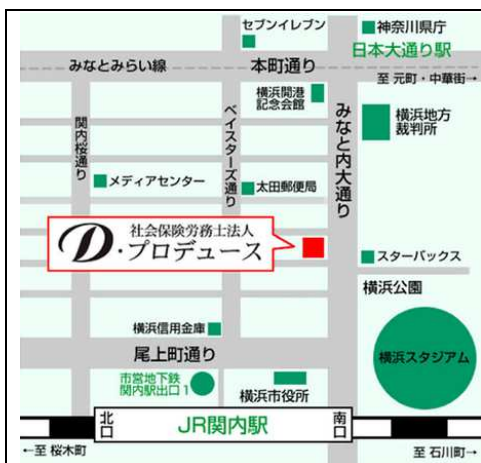 セブンイレブン
神奈川県庁
日本大通り駅
みなとみらい線
本町通り
至 元町・中華街→
横浜開港
記念会館
横浜地方
裁判所
関内桜通り
ベイスターズ通り
みなと内大通り
メディアセンター
太田郵便局
社会保険労務士法人
D・プロデュース
スターバックス
横浜公園
横浜信用金庫
尾上町通り
横浜スタジアム
市営地下鉄
関内駅出口1
横浜市役所
北口
JR関内駅
南口
←至 桜木町
至 石川町→